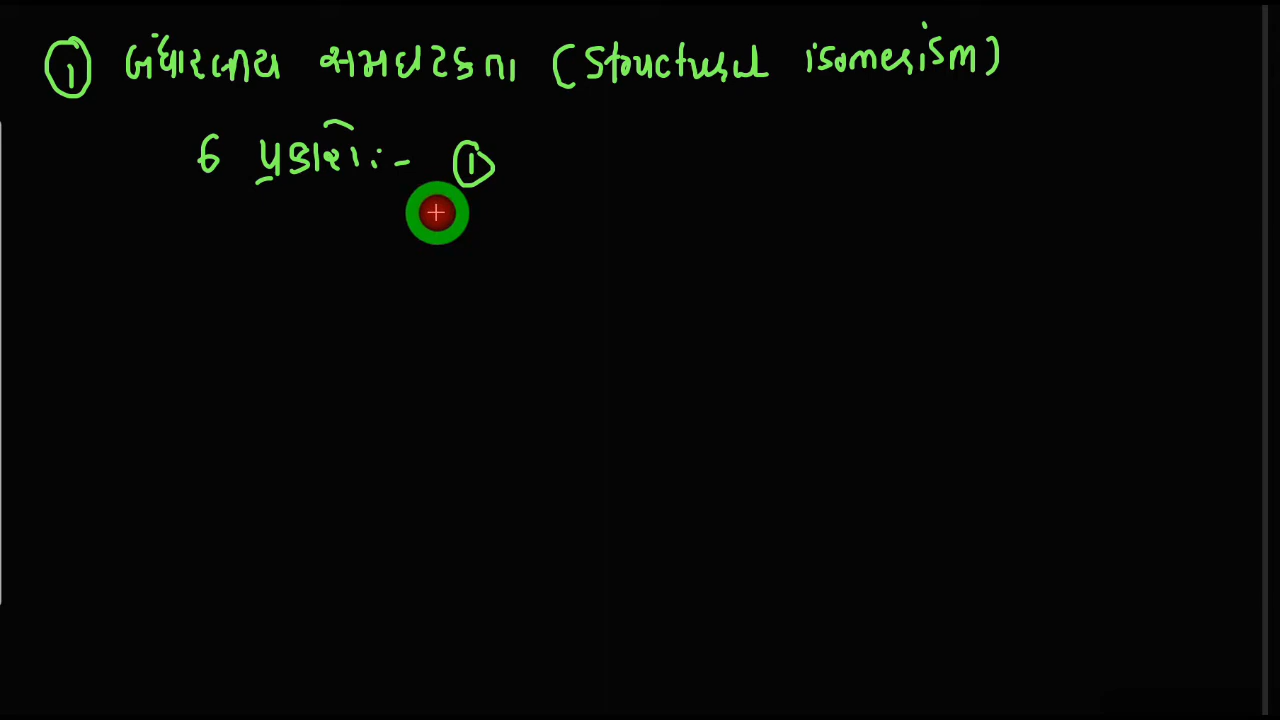 ① બંધારણીય સમઘટકતા (Structural isomerism)
6 પ્રકારો :- ①